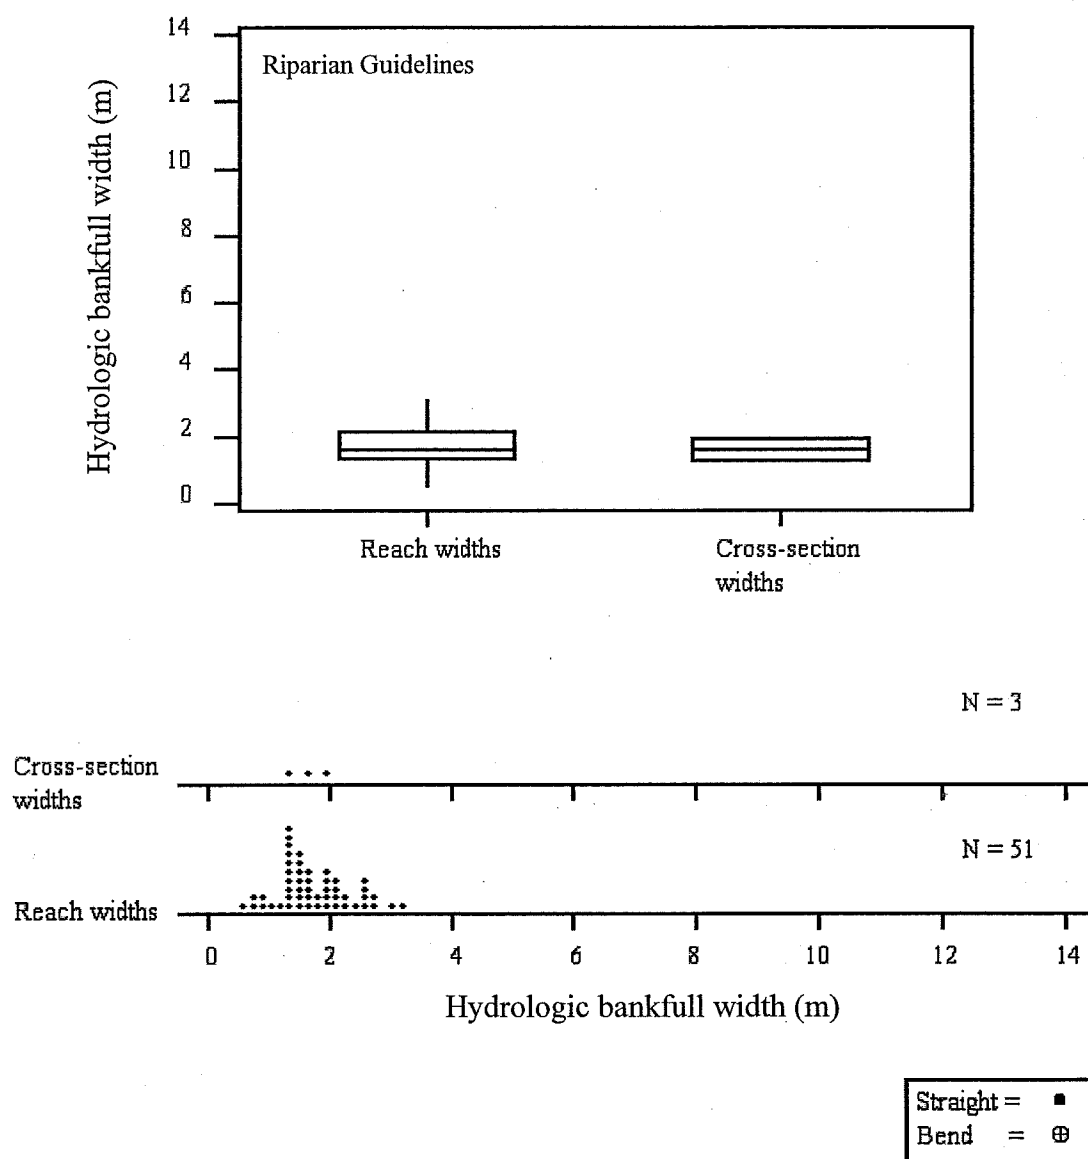 14
Riparian Guidelines
12
10
8
6
4
2
0
Hydrologic bankfull width (m)
Reach widths
Cross-section
widths
N = 3
Cross-section
widths
N = 51
Reach widths
0 2 4 6 8 10 12 14
Hydrologic bankfull width (m)
Straight =
Bend =